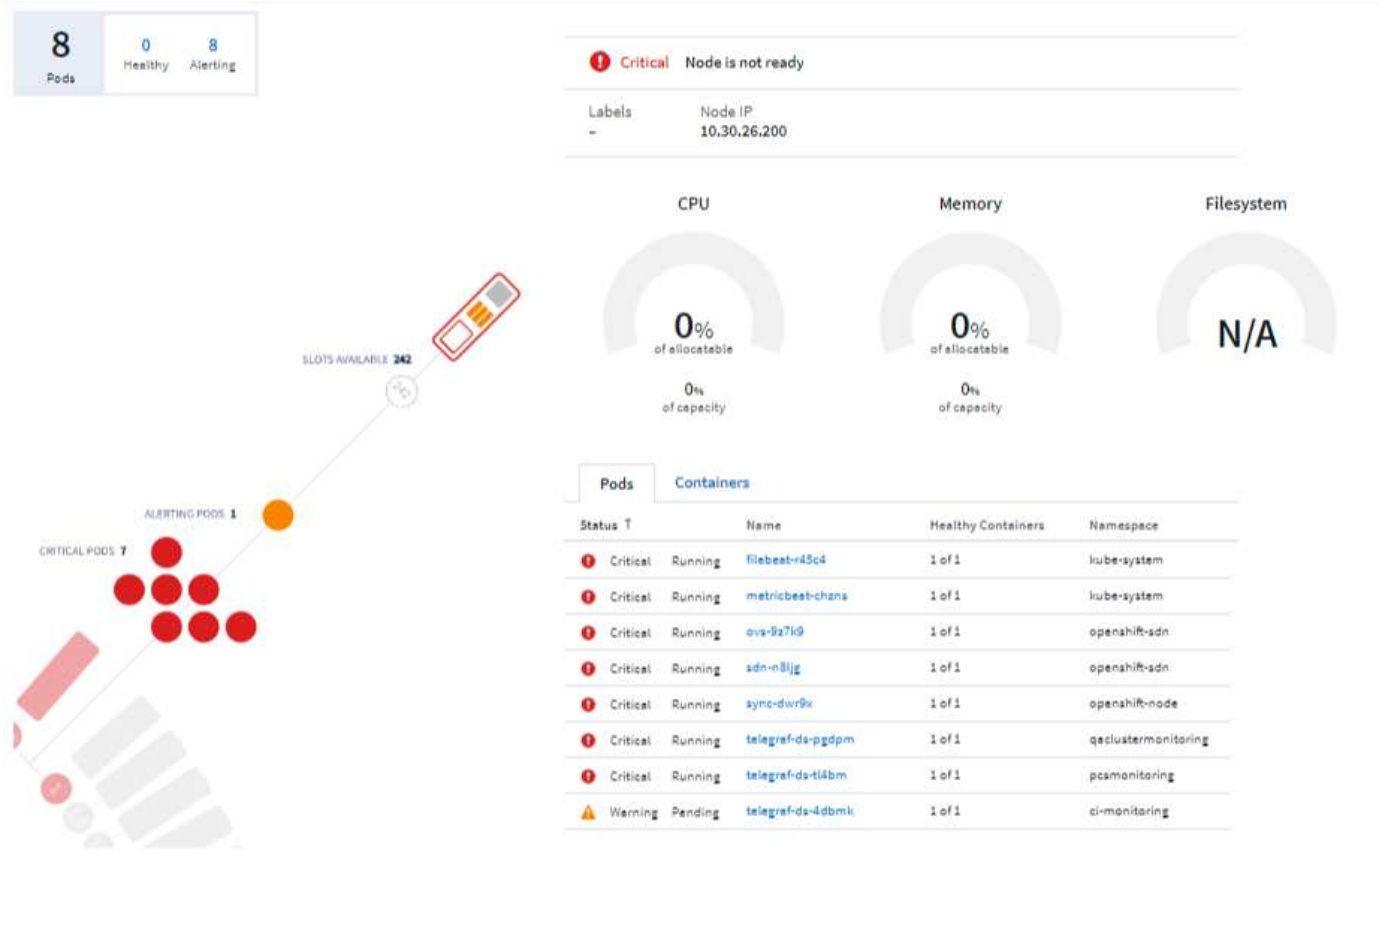 8
Pods
0
Healthy
8
Alerting
Critical Node is not ready
Labels
-
Node IP
10.30.26.200
CPU
0%
of allocatable
0%
of capacity
Memory
0%
of allocatable
0%
of capacity
Filesystem
N/A
SLOTS AVAILABLE 242
242
ALERTING PODS 1
CRITICAL PODS 7
Pods Containers
Status ↑ Name Healthy Containers Namespace
Critical Running filebeat-r45c4 1 of 1 kube-system
Critical Running metricbeat-chzns 1 of 1 kube-system
Critical Running ovs-9z7k9 1 of 1 openshift-sdn
Critical Running sdn-n8ljg 1 of 1 openshift-sdn
Critical Running sync-dwr9x 1 of 1 openshift-node
Critical Running telegraf-ds-pgdpm 1 of 1 qaclustermonitoring
Critical Running telegraf-ds-tl4bm 1 of 1 pcsmonitoring
Warning Pending telegraf-ds-4dbmk 1 of 1 ci-monitoring